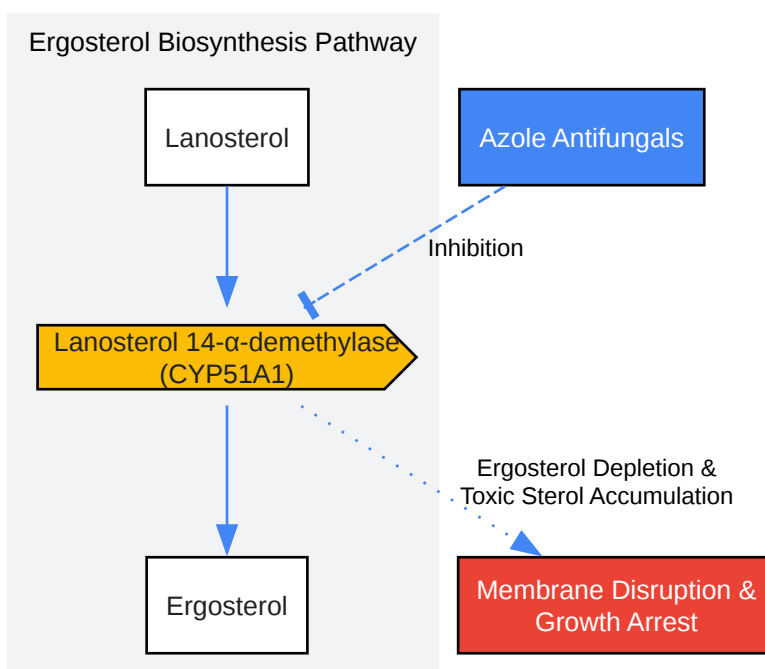 Ergosterol Biosynthesis Pathway
Lanosterol
Azole Antifungals
Inhibition
Lanosterol 14-α-demethylase
(CYP51A1)
Ergosterol Depletion &
Toxic Sterol Accumulation
Ergosterol
Membrane Disruption &
Growth Arrest